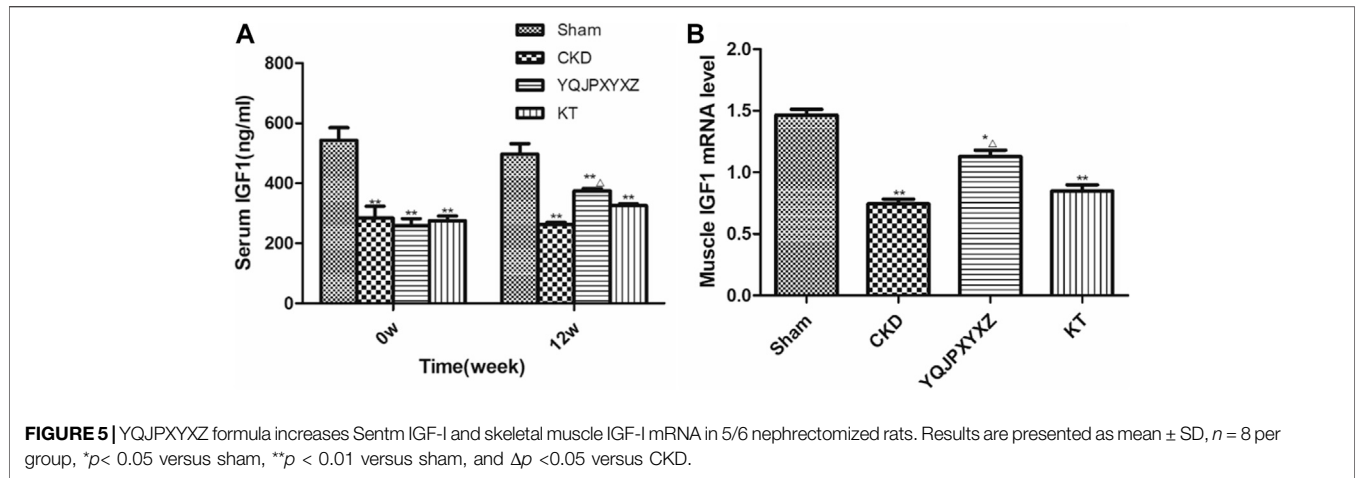 A
Sham
CKD
YQJPXYXZ
KT
800
600
400
200
0
Serum IGF1(ng/ml)
**
**
**
**
**△
**
0w
12w
Time(week)
B
2.0
1.5
1.0
0.5
0.0
Muscle IGF1 mRNA level
**
*△
**
Sham
CKD
YQJPXYXZ
KT
FIGURE 5 | YQJPXYXZ formula increases Sentm IGF-I and skeletal muscle IGF-I mRNA in 5/6 nephrectomized rats. Results are presented as mean ± SD, n = 8 per
group, *p< 0.05 versus sham, **p < 0.01 versus sham, and Δp <0.05 versus CKD.